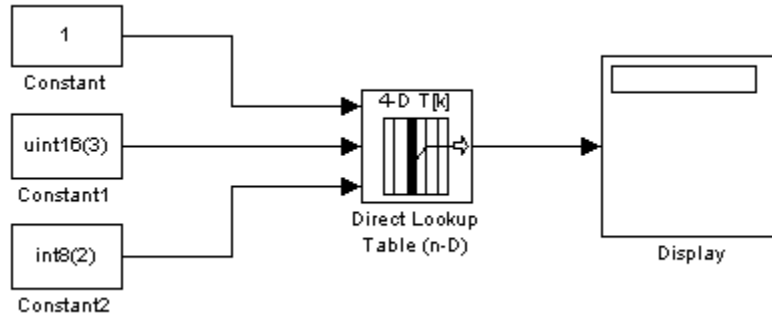 1
Constant
uint16(3)
Constant1
int8(2)
Constant2
4-D T[k]
Direct Lookup
Table (n-D)
Display